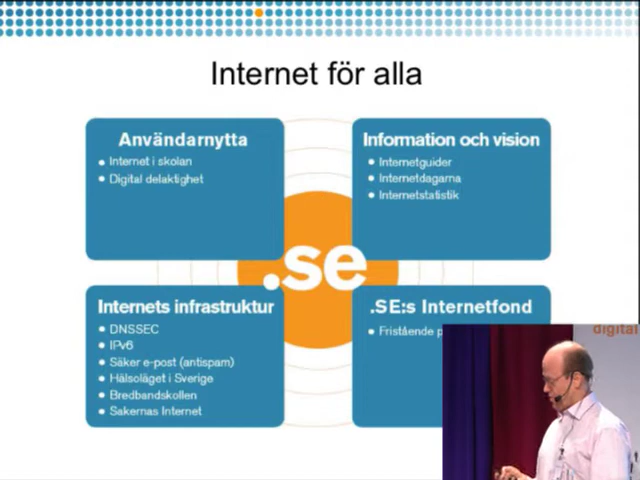 Internet för alla
Användarnytta
Internet i skolan
Digital delaktighet
Information och vision
Internetguider
Internetdagarna
Internetstatistik
.se
Internets infrastruktur
DNSSEC
IPv6
Säker e-post (antispam)
Hälsoläget i Sverige
Bredbandskollen
Sakernas Internet
.SE:s Internetfond
Fristående
digital